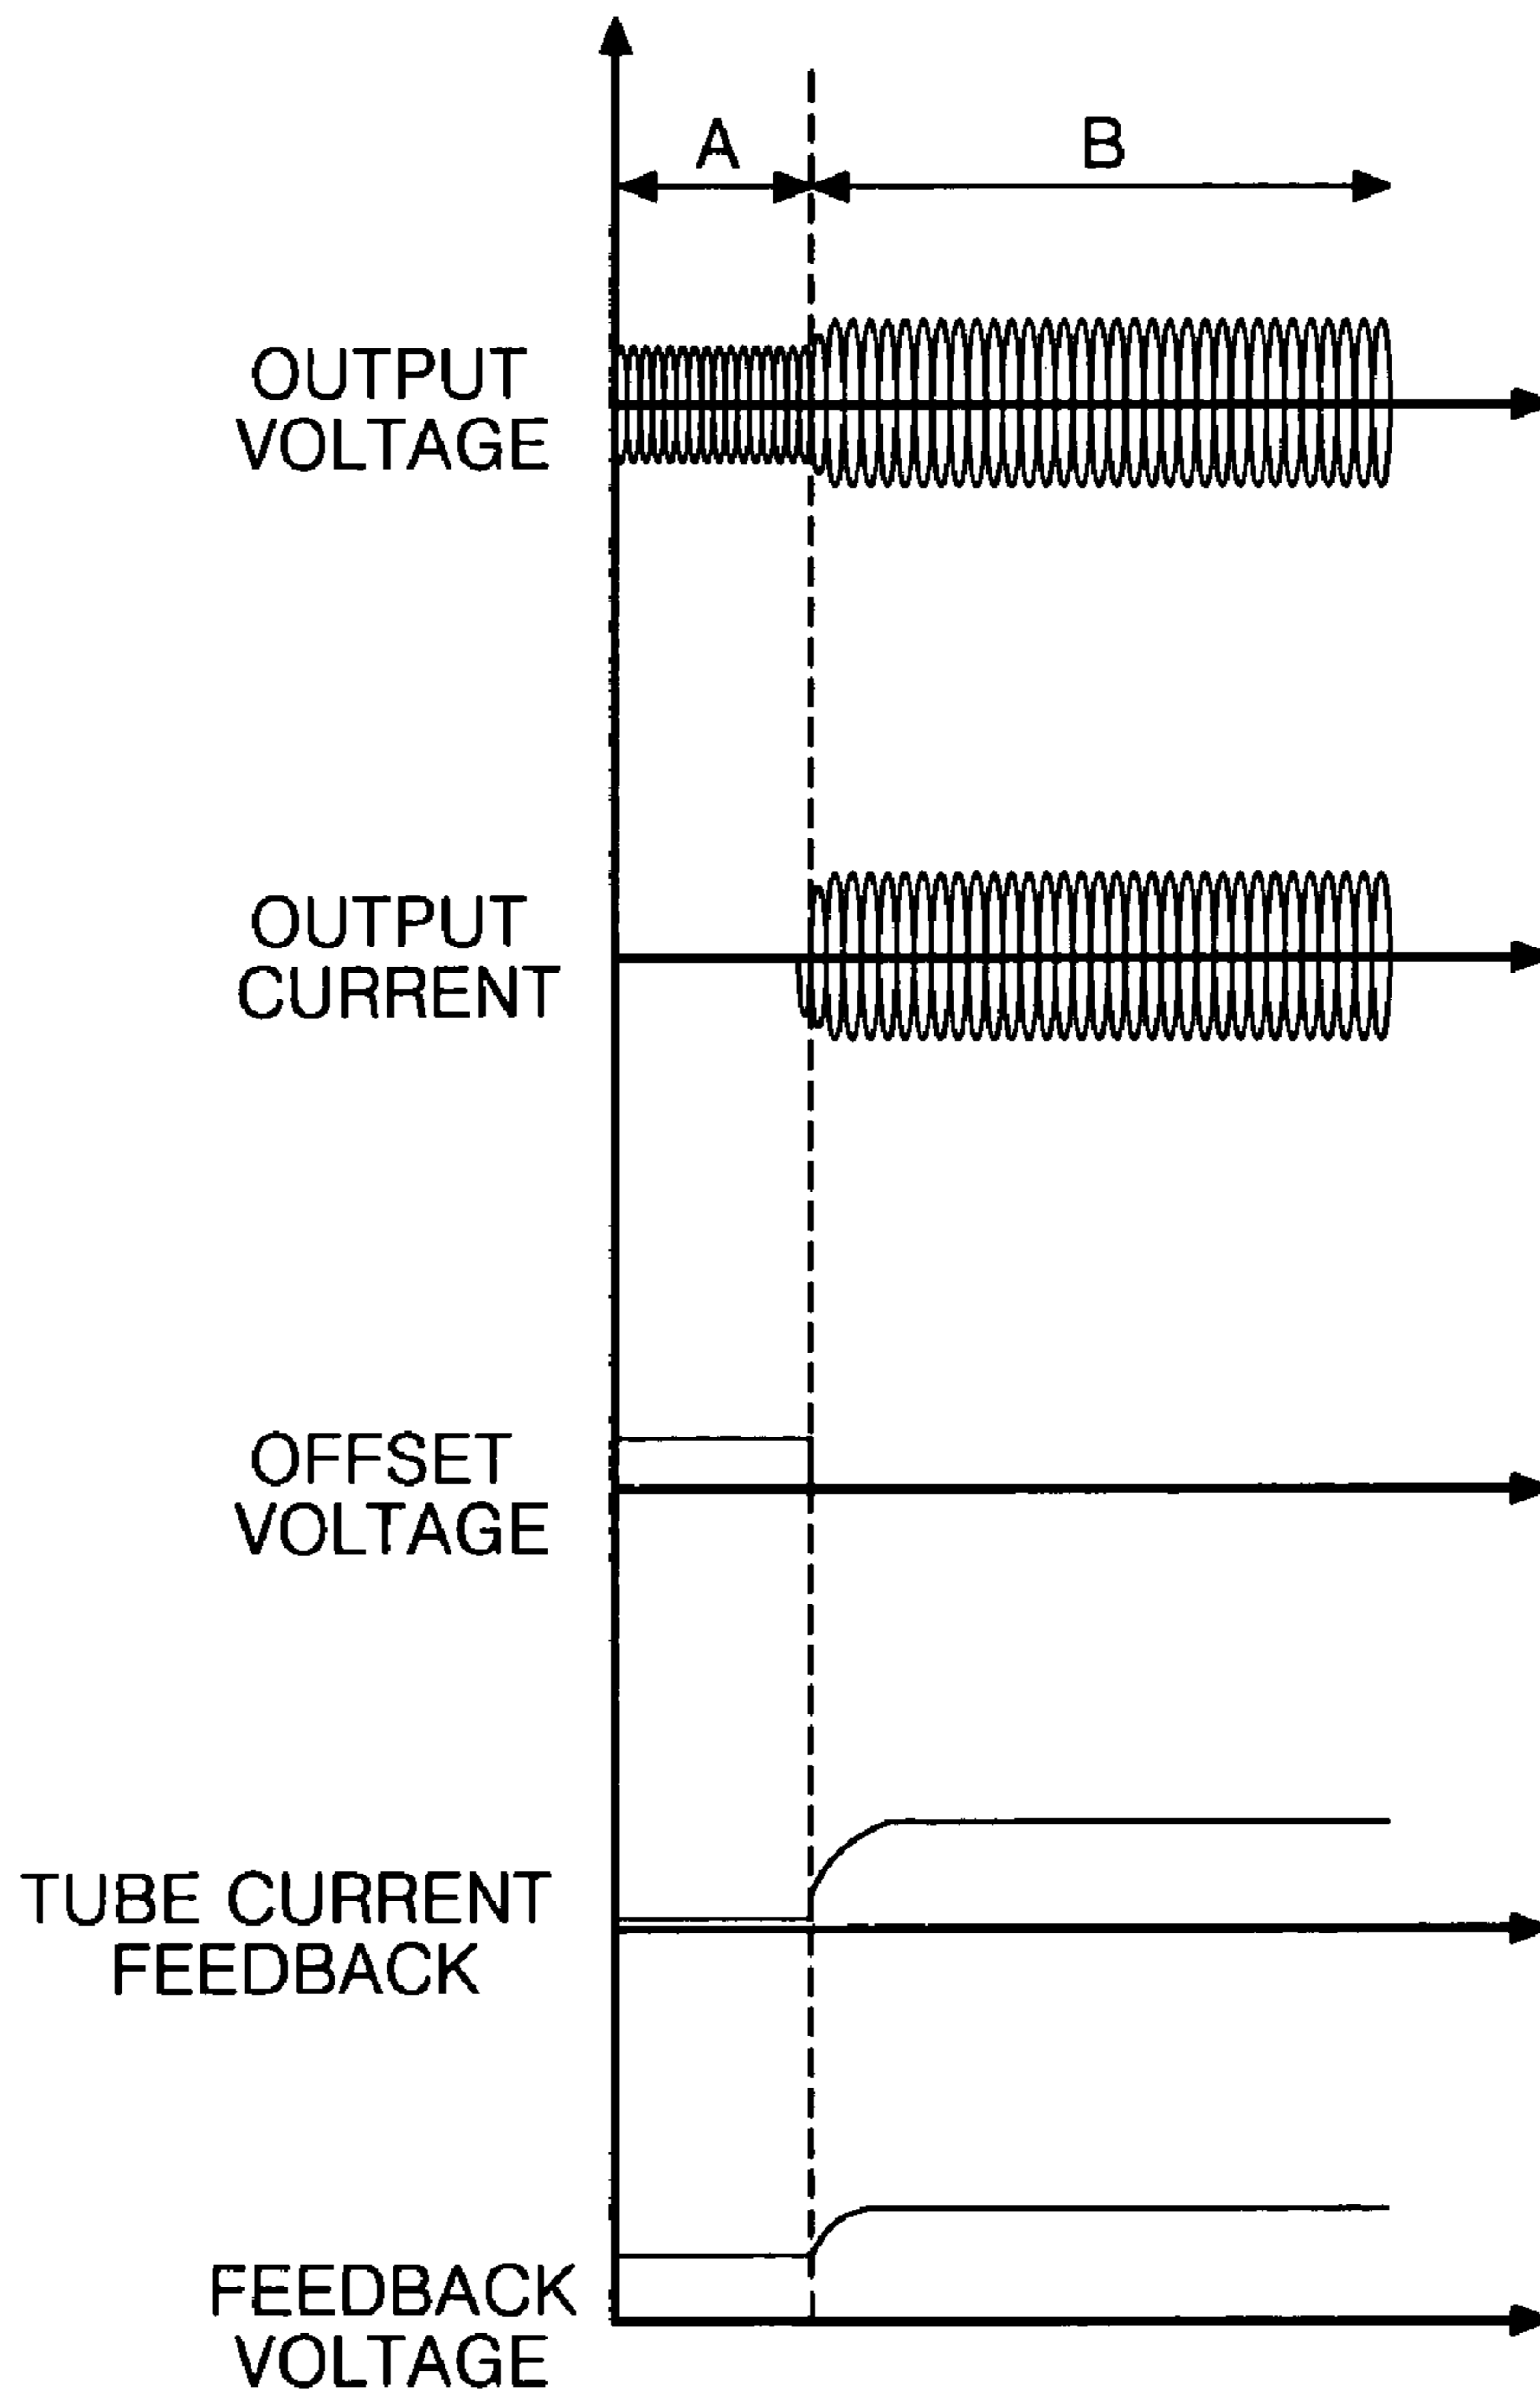 A
B
OUTPUT
VOLTAGE
OUTPUT
CURRENT
OFFSET
VOLTAGE
TUBE CURRENT
FEEDBACK
FEEDBACK
VOLTAGE